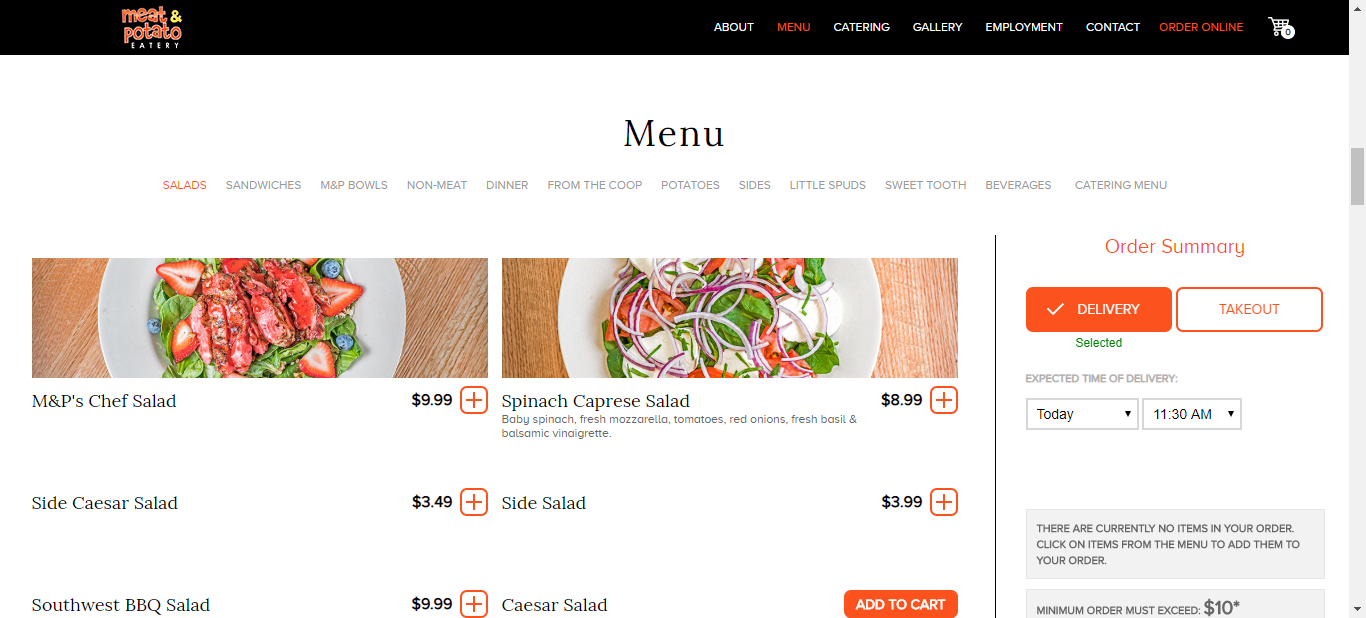 meat &
potato
EATERY
ABOUT
MENU
CATERING
GALLERY
EMPLOYMENT
CONTACT
ORDER ONLINE
0
Menu
SALADS
SANDWICHES
M&P BOWLS
NON-MEAT
DINNER
FROM THE COOP
POTATOES
SIDES
LITTLE SPUDS
SWEET TOOTH
BEVERAGES
CATERING MENU
M&P's Chef Salad
$9.99
Spinach Caprese Salad
$8.99
Baby spinach, fresh mozzarella, tomatoes, red onions, fresh basil &
balsamic vinaigrette.
Side Caesar Salad
$3.49
Side Salad
$3.99
Southwest BBQ Salad
$9.99
Caesar Salad
ADD TO CART
Order Summary
DELIVERY
TAKEOUT
Selected
EXPECTED TIME OF DELIVERY:
Today
11:30 AM
THERE ARE CURRENTLY NO ITEMS IN YOUR ORDER.
CLICK ON ITEMS FROM THE MENU TO ADD THEM TO
YOUR ORDER.
MINIMUM ORDER MUST EXCEED: $10*